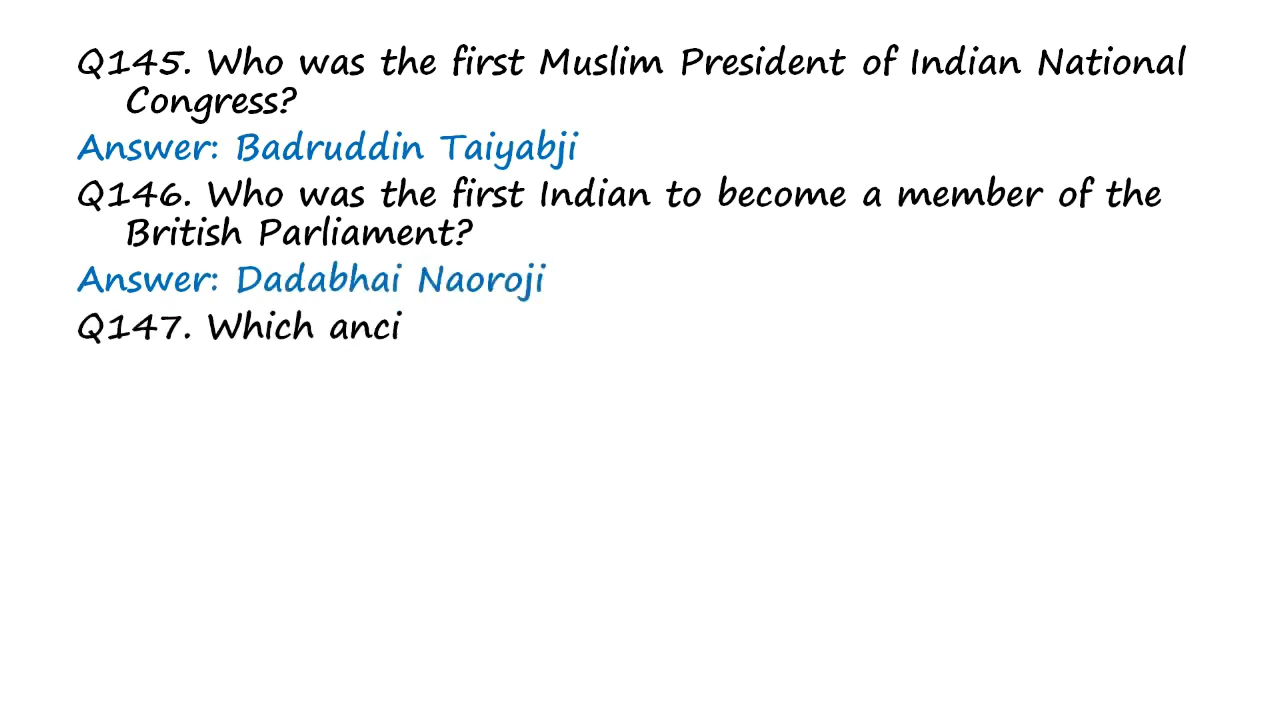 Q145. Who was the first Muslim President of Indian National
Congress?
Answer: Badruddin Taiyabji
Q146. Who was the first Indian to become a member of the
British Parliament?
Answer: Dadabhai Naoroji
Q147. Which anci